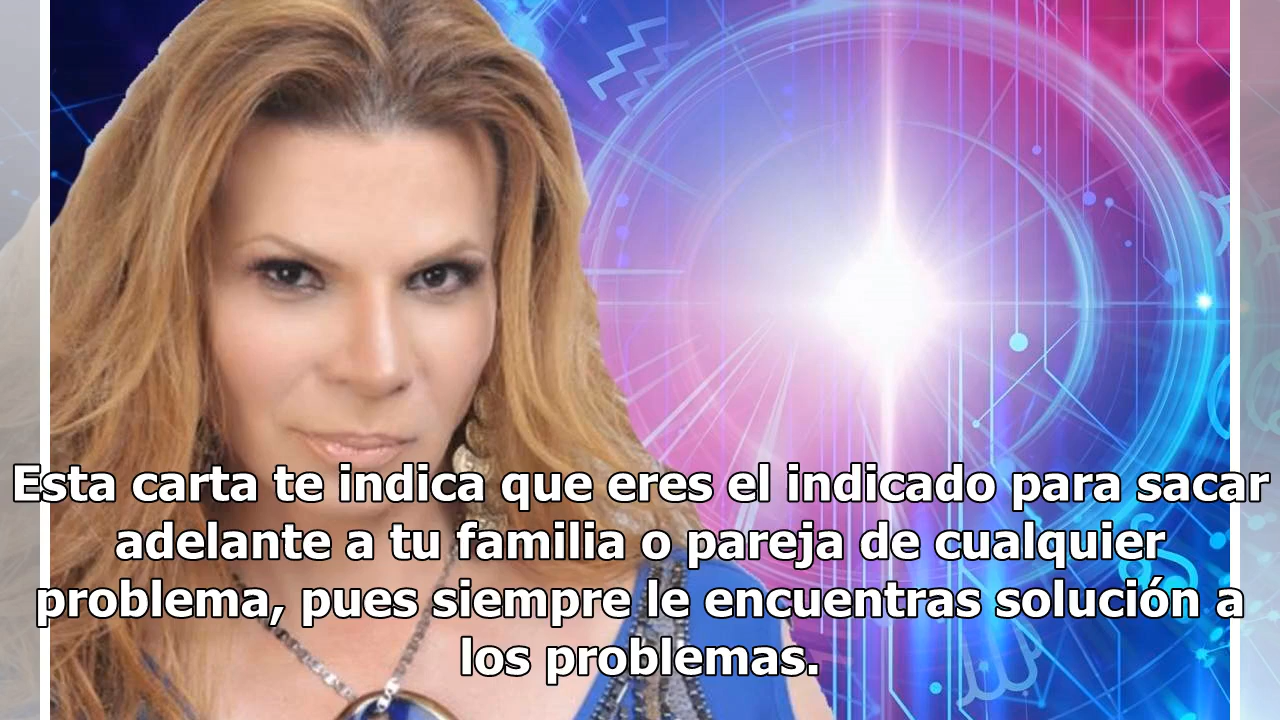 Esta carta te indica que eres el indicado para sacar
adelante a tu familia o pareja de cualquier
problema, pues siempre le encuentras solución a
los problemas.